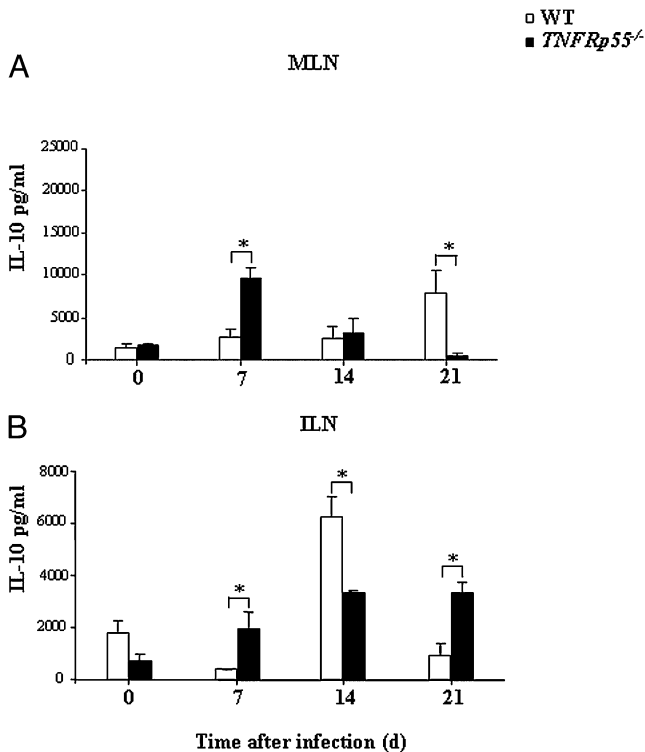 WT
TNFRp55-/-
A
MLN
IL-10 pg/ml
25000
20000
15000
10000
5000
0
*
*
0 7 14 21
B
ILN
IL-10 pg/ml
8000
6000
4000
2000
0
*
*
*
0 7 14 21
Time after infection (d)